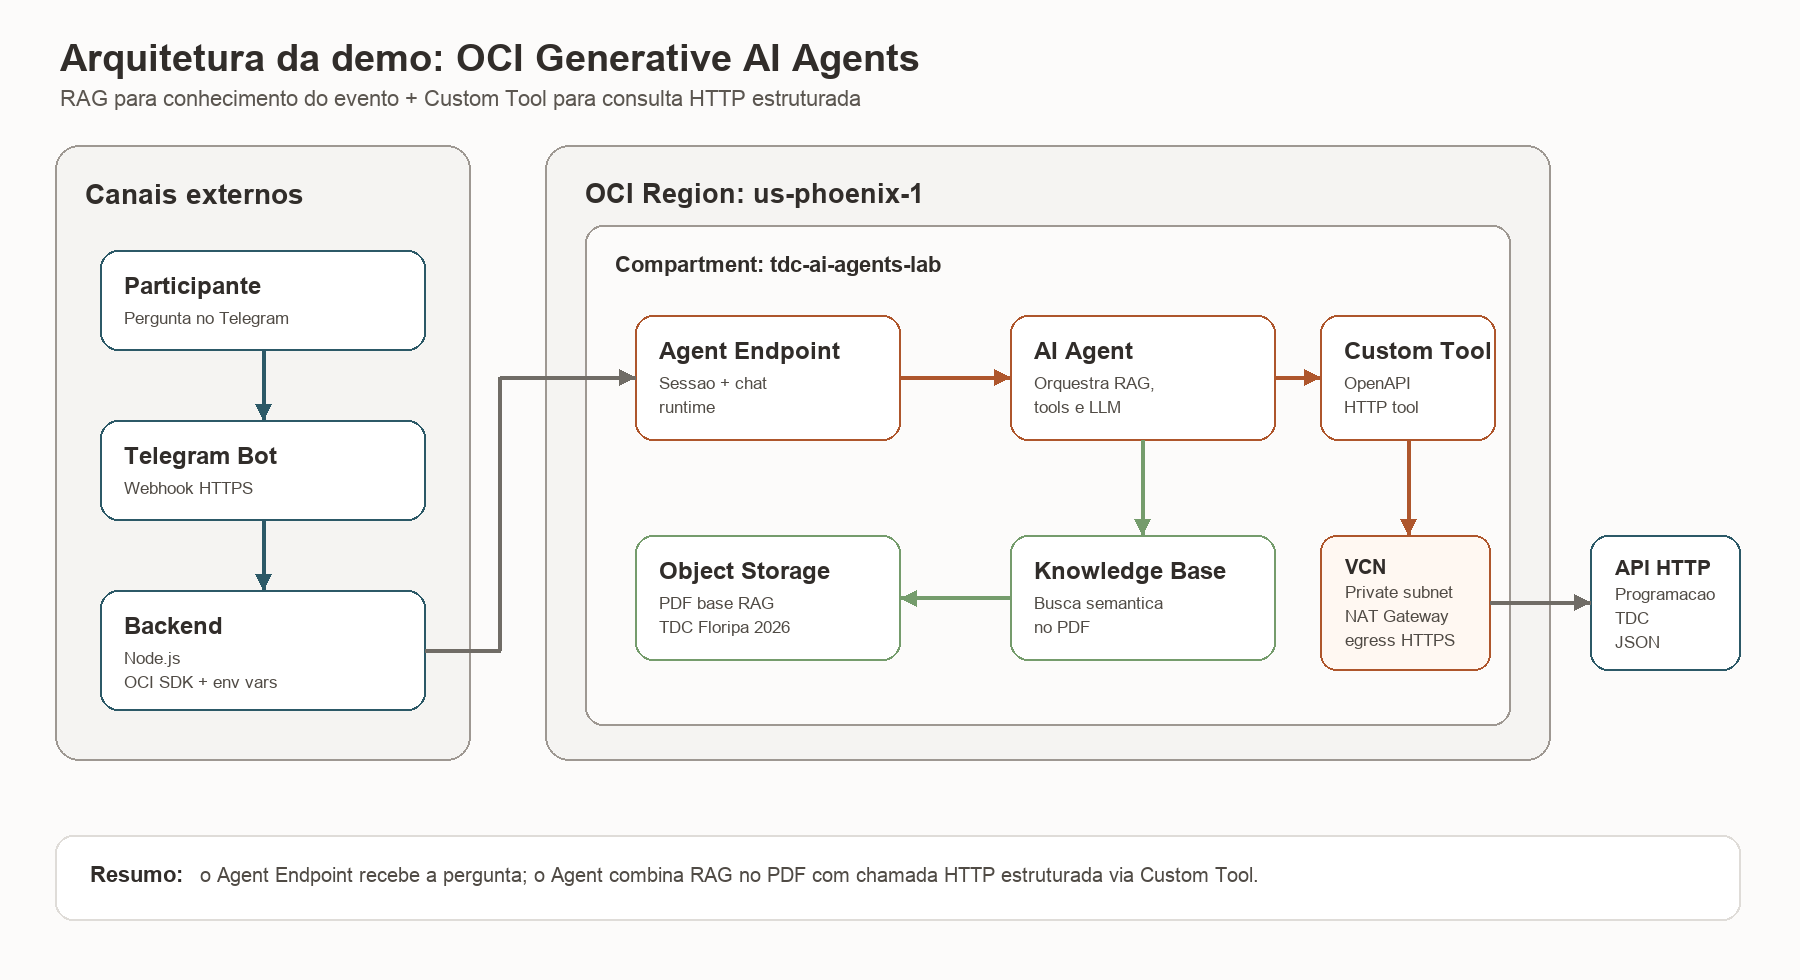 Arquitetura da demo: OCI Generative AI Agents
RAG para conhecimento do evento + Custom Tool para consulta HTTP estruturada
Canais externos
Participante
Pergunta no Telegram
Telegram Bot
Webhook HTTPS
Backend
Node.js
OCI SDK + env vars
OCI Region: us-phoenix-1
Compartment: tdc-ai-agents-lab
Agent Endpoint
Sessao + chat
runtime
AI Agent
Orquestra RAG,
tools e LLM
Custom Tool
OpenAPI
HTTP tool
Object Storage
PDF base RAG
TDC Floripa 2026
Knowledge Base
Busca semantica
no PDF
VCN
Private subnet
NAT Gateway
egress HTTPS
API HTTP
Programacao
TDC
JSON
Resumo: o Agent Endpoint recebe a pergunta; o Agent combina RAG no PDF com chamada HTTP estruturada via Custom Tool.